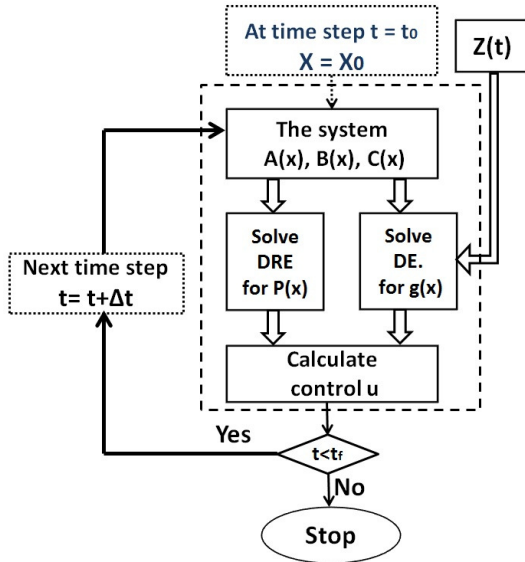 At time step t = t₀
X = X₀
Z(t)
The system
A(x), B(x), C(x)
Solve
DRE
for P(x)
Solve
DE.
for g(x)
Next time step
t= t+Δt
Calculate
control u
Yes
t<t_f
No
Stop